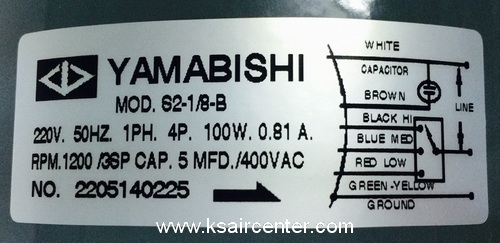 YAMABISHI
MOD. S2-1/8-B
220V. 50HZ. 1PH. 4P. 100W. 0.81 A.
RPM.1200 /3SP CAP. 5 MFD./400VAC
NO. 2205140225
WHITE
CAPACITOR
BROWN
LINE
BLACK HI
BLUE MED
RED LOW
GREEN-YELLOW
GROUND
www.ksaircenter.com